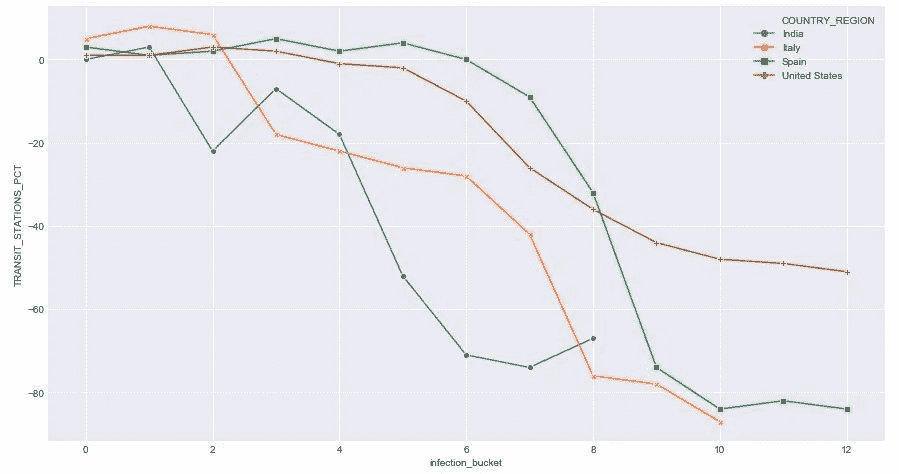 COUNTRY_REGION
India
Italy
Spain
United States
TRANSIT_STATIONS_PCT
0
−20
−40
−60
−80
0 2 4 6 8 10 12
infection_bucket